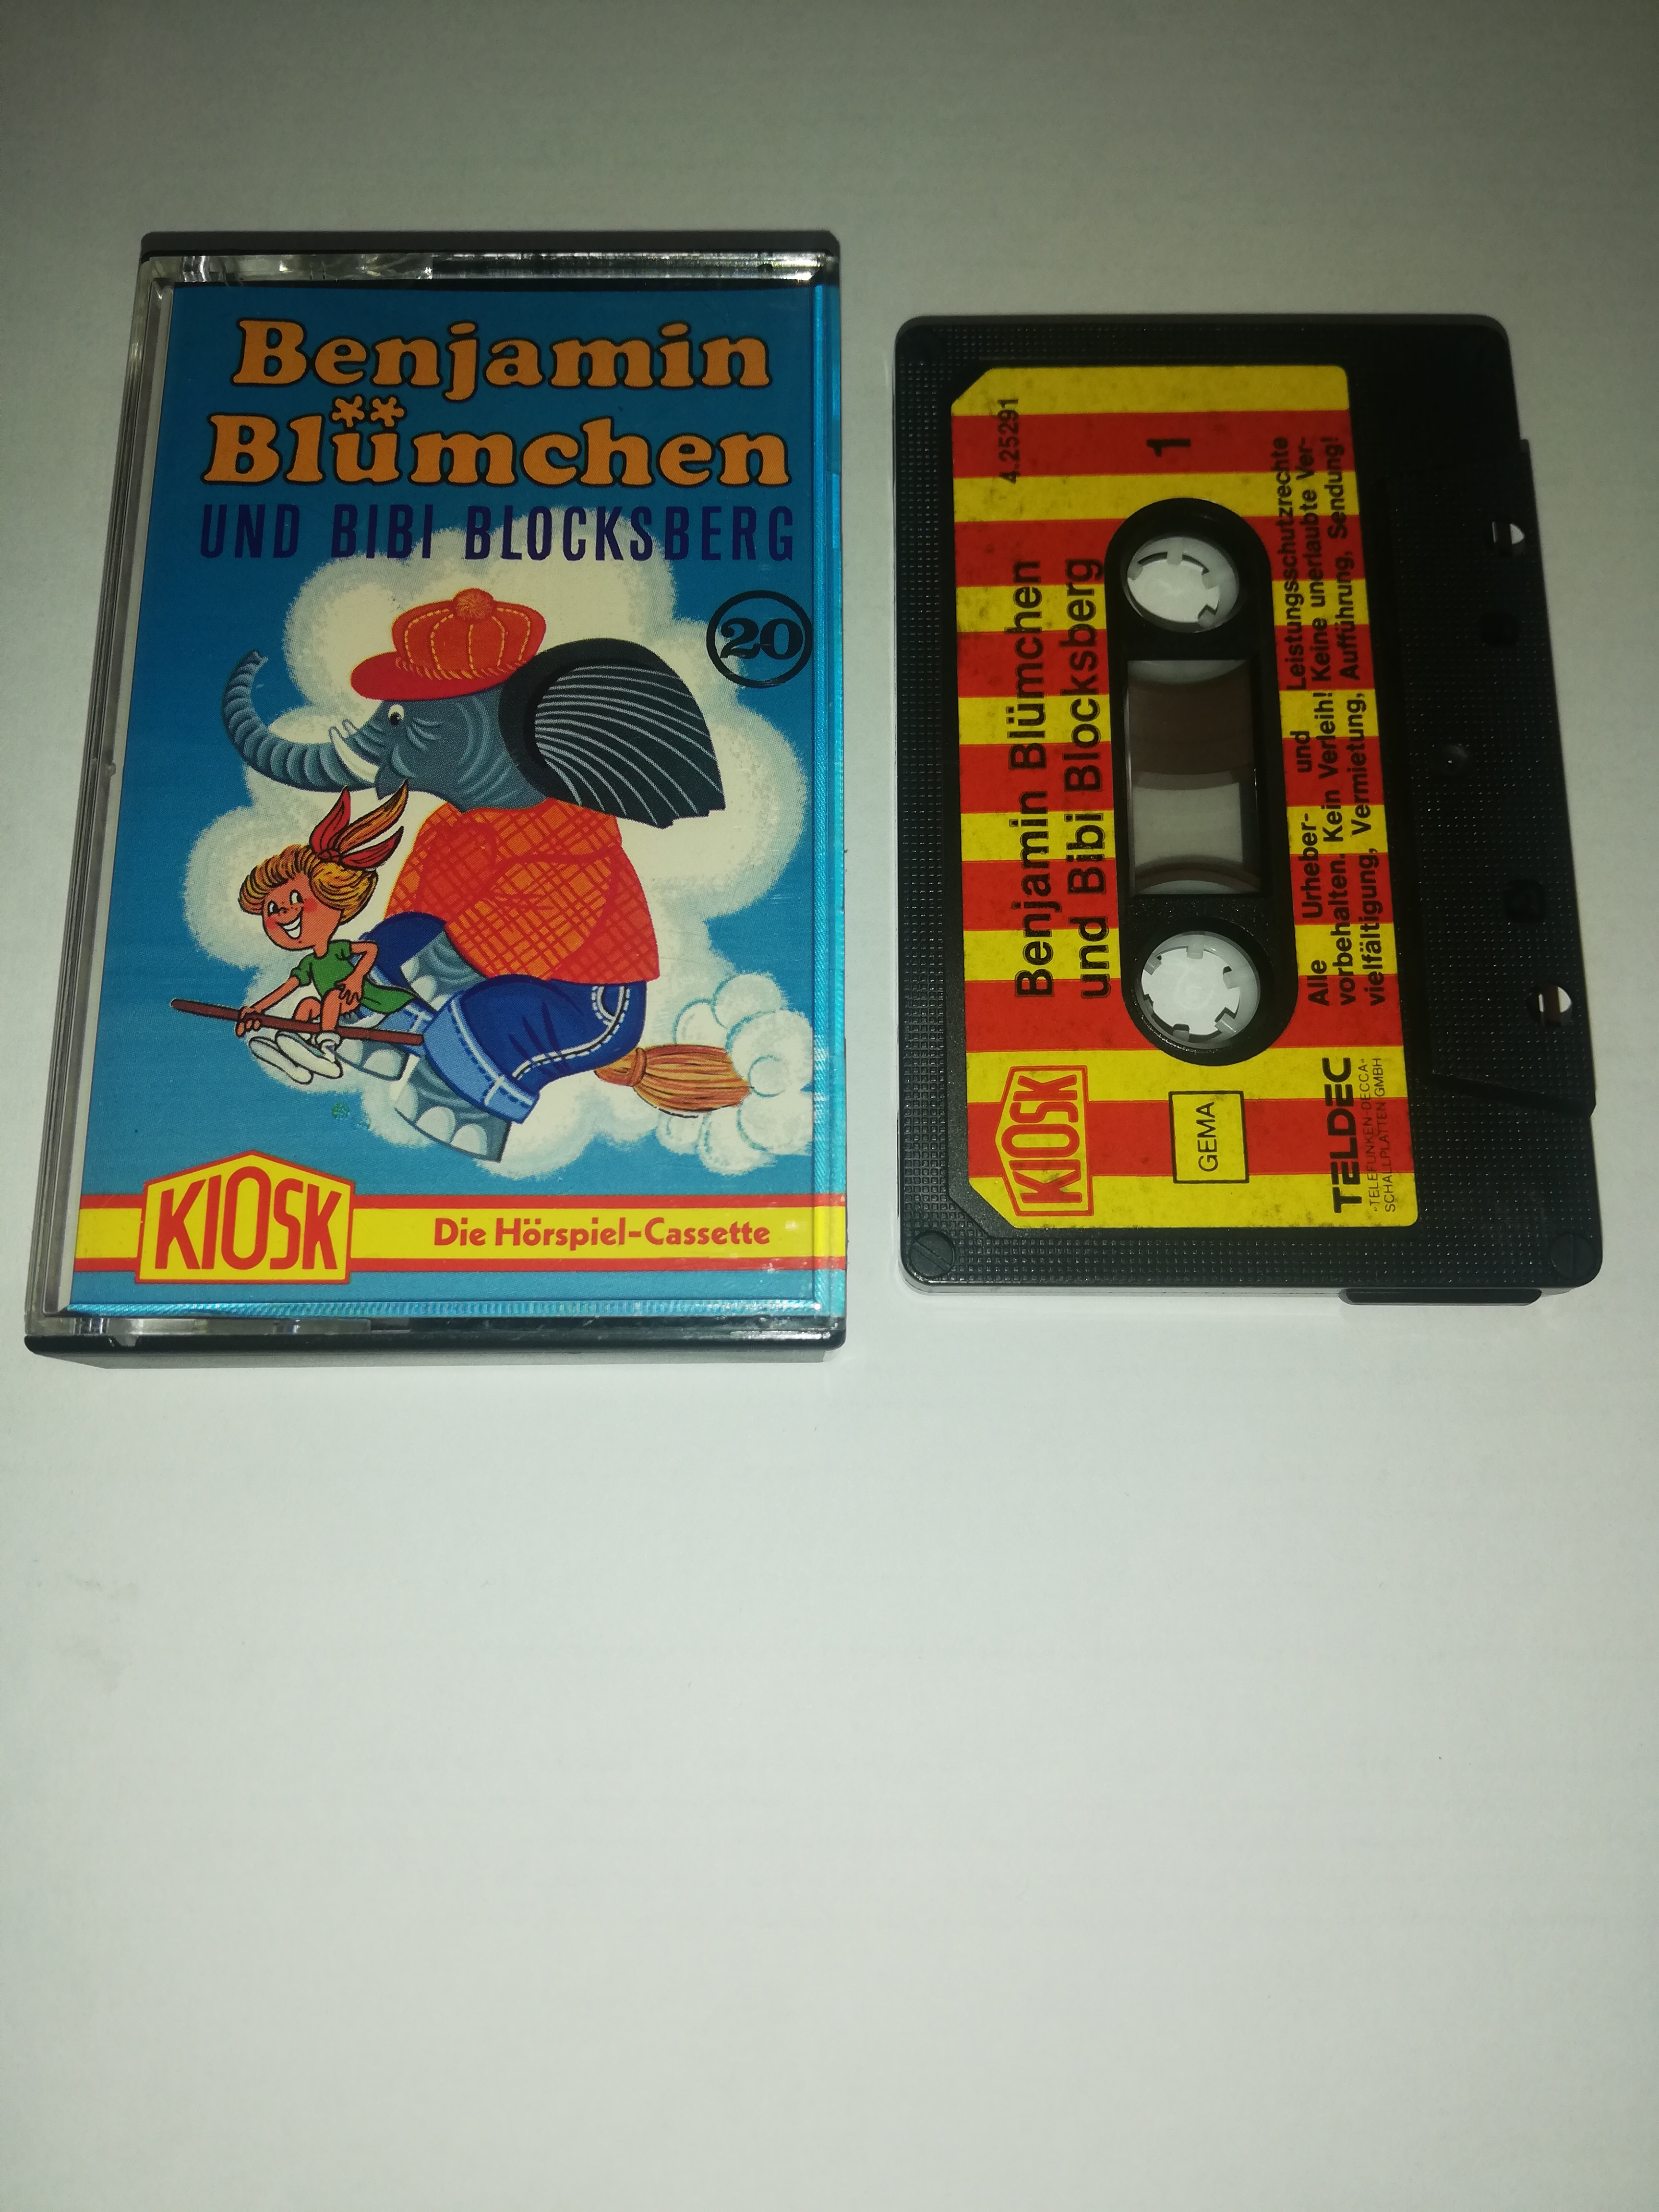 Benjamin
Blümchen
UND BIBI BLOCKSBERG
20
KIOSK
Die Hörspiel-Cassette
4.25291
1
Benjamin Blümchen
und Bibi Blocksberg
KIOSK
GEMA
Alle Urheber- und Leistungsschutzrechte
vorbehalten. Kein Verleih! Keine unerlaubte Ver-
vielfältigung, Vermietung, Aufführung, Sendung!
TELDEC
»TELEFUNKEN-DECCA«
SCHALLPLATTEN GMBH